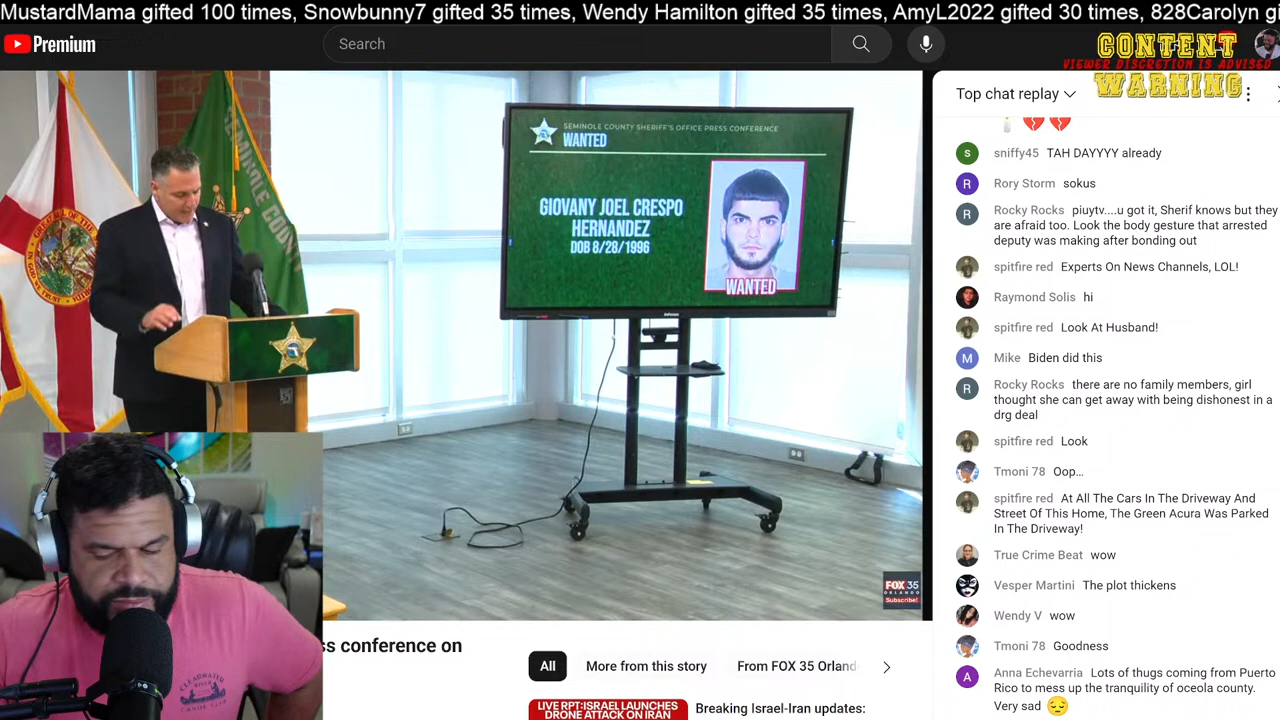 MustardMama gifted 100 times, Snowbunny7 gifted 35 times, Wendy Hamilton gifted 35 times, AmyL2022 gifted 30 times, 828Carolyn gi
Premium
Search
CONTENT
VIEWER DISCRETION IS ADVISED
WARNING
SEMINOLE COUNTY
SEMINOLE COUNTY SHERIFF'S OFFICE PRESS CONFERENCE
WANTED
GIOVANY JOEL CRESPO
HERNANDEZ
DOB 8/28/1996
WANTED
FOX 35
ORLANDO
Subscribe!
Top chat replay
sniffy45 TAH DAYYYY already
Rory Storm sokus
Rocky Rocks piuytv....u got it, Sherif knows but they
are afraid too. Look the body gesture that arrested
deputy was making after bonding out
spitfire red Experts On News Channels, LOL!
Raymond Solis hi
spitfire red Look At Husband!
Mike Biden did this
Rocky Rocks there are no family members, girl
thought she can get away with being dishonest in a
drg deal
spitfire red Look
Tmoni 78 Oop...
spitfire red At All The Cars In The Driveway And
Street Of This Home, The Green Acura Was Parked
In The Driveway!
True Crime Beat wow
Vesper Martini The plot thickens
Wendy V wow
Tmoni 78 Goodness
Anna Echevarria Lots of thugs coming from Puerto
Rico to mess up the tranquility of oceola county.
Very sad 😔
ss conference on
All More from this story From FOX 35 Orland
LIVE RPT:ISRAEL LAUNCHES
DRONE ATTACK ON IRAN
Breaking Israel-Iran updates:
CLEARWATER
CANOE CLUB